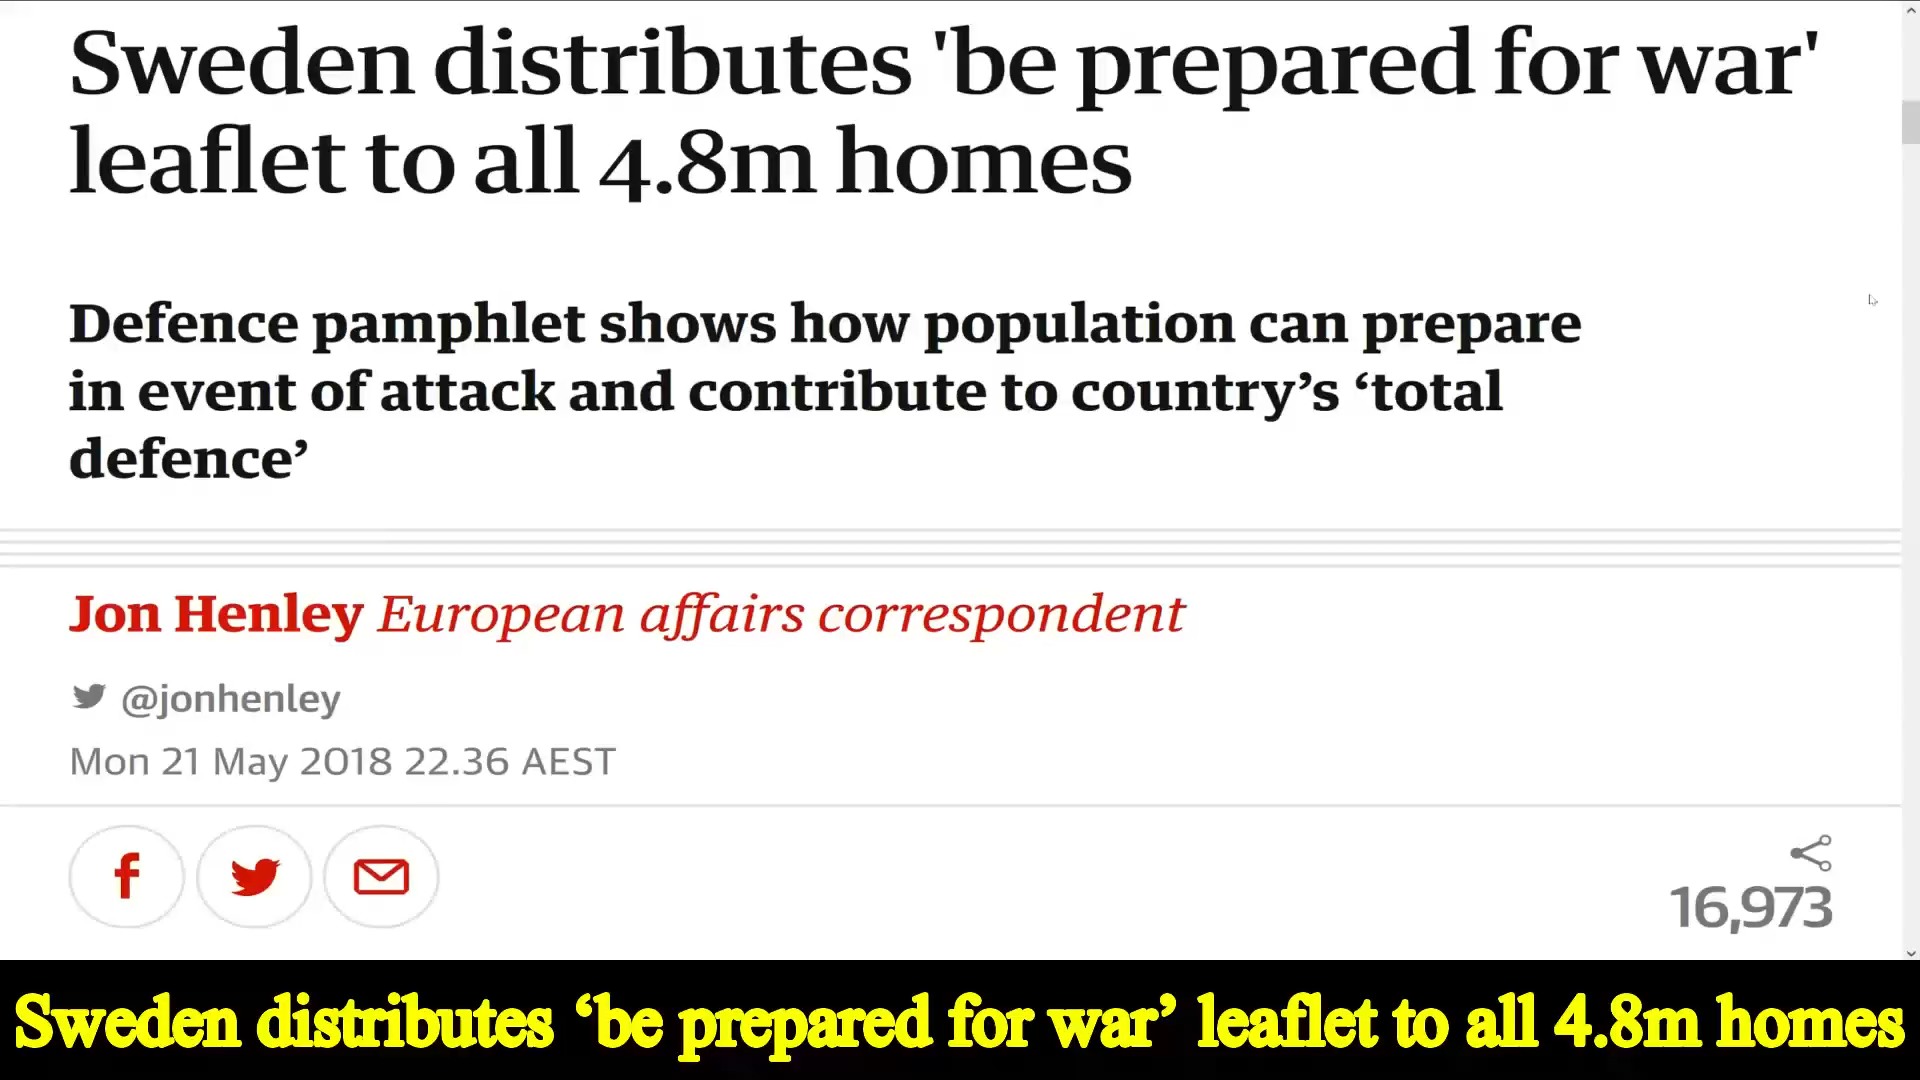 Sweden distributes 'be prepared for war'
leaflet to all 4.8m homes
Defence pamphlet shows how population can prepare
in event of attack and contribute to country’s ‘total
defence’
Jon Henley European affairs correspondent
@jonhenley
Mon 21 May 2018 22.36 AEST
16,973
Sweden distributes ‘be prepared for war’ leaflet to all 4.8m homes